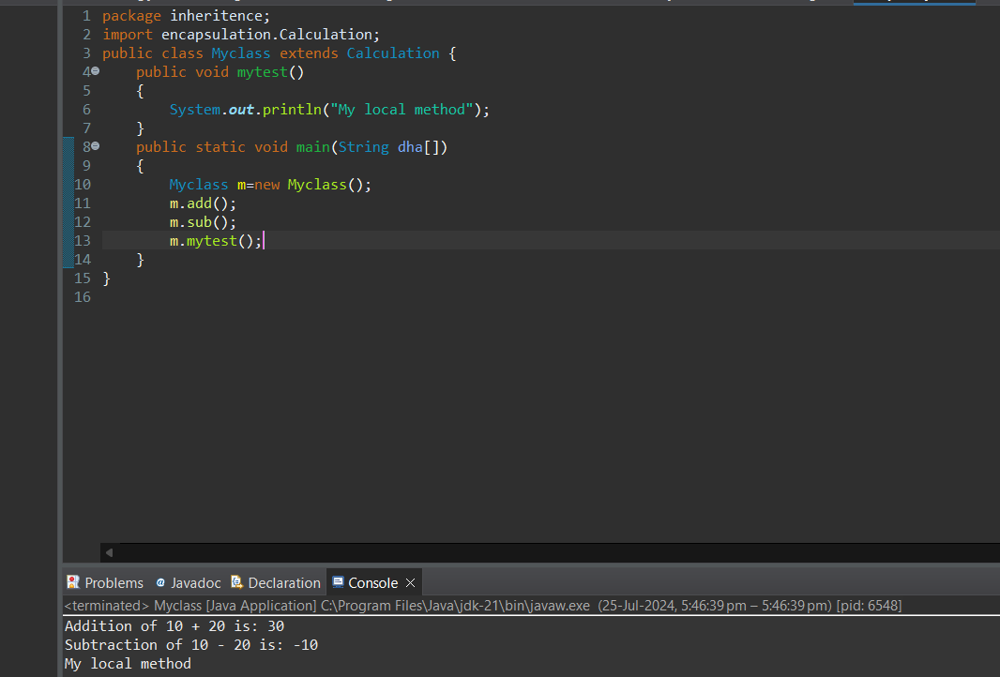 1 package inheritence;
2 import encapsulation.Calculation;
3 public class Myclass extends Calculation {
4 public void mytest()
5 {
6 System.out.println("My local method");
7 }
8 public static void main(String dha[])
9 {
10 Myclass m=new Myclass();
11 m.add();
12 m.sub();
13 m.mytest();
14 }
15 }
16
Problems Javadoc Declaration Console
<terminated> Myclass [Java Application] C:\Program Files\Java\jdk-21\bin\javaw.exe (25-Jul-2024, 5:46:39 pm – 5:46:39 pm) [pid: 6548]
Addition of 10 + 20 is: 30
Subtraction of 10 - 20 is: -10
My local method